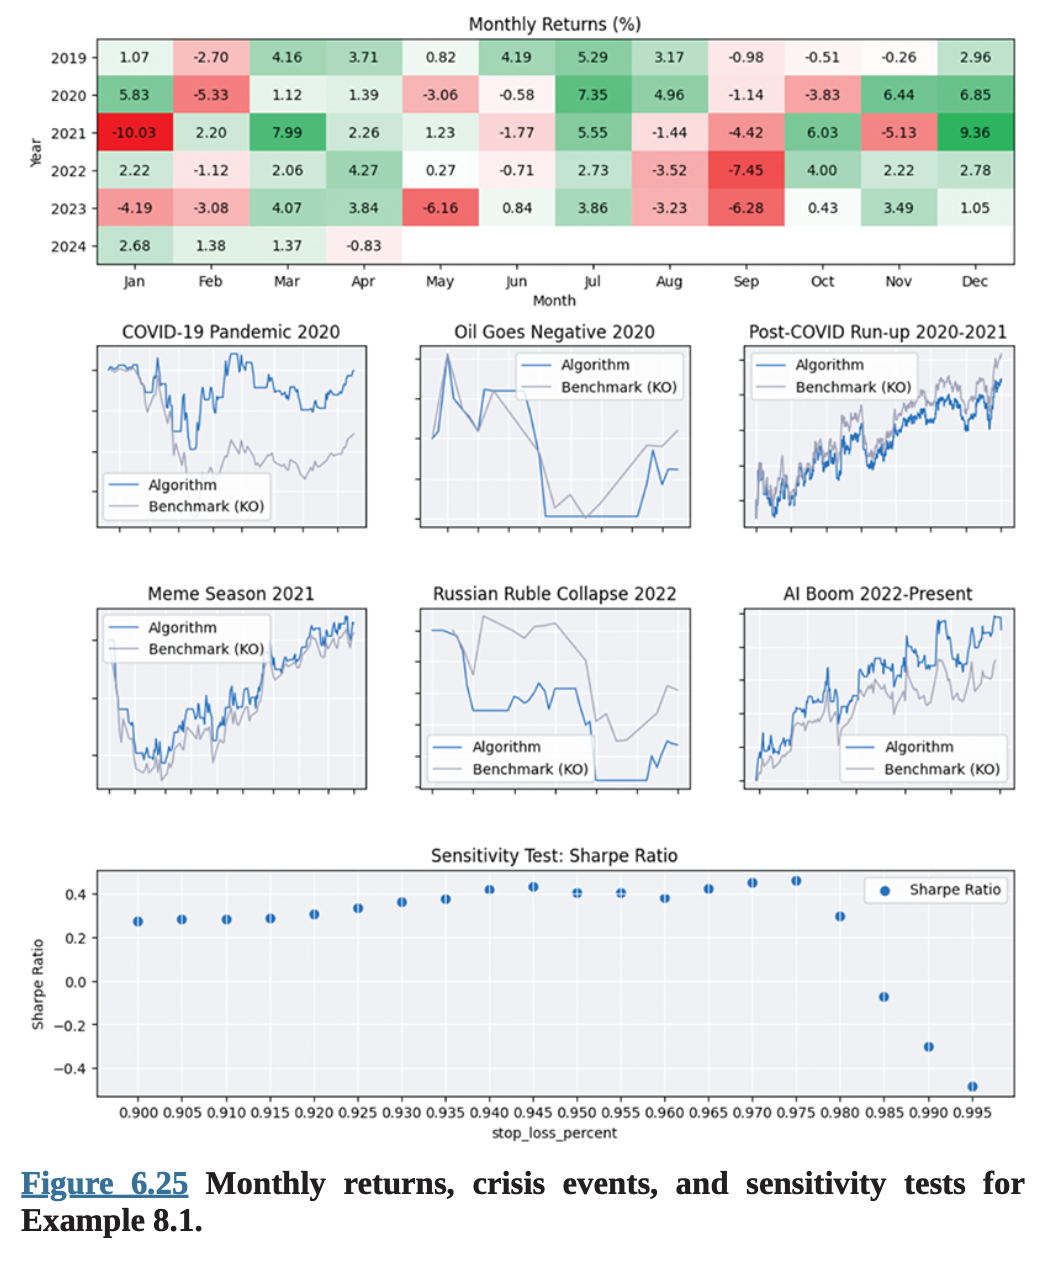 Monthly Returns (%)
Year
2019 1.07 -2.70 4.16 3.71 0.82 4.19 5.29 3.17 -0.98 -0.51 -0.26 2.96
2020 5.83 -5.33 1.12 1.39 -3.06 -0.58 7.35 4.96 -1.14 -3.83 6.44 6.85
2021 -10.03 2.20 7.99 2.26 1.23 -1.77 5.55 -1.44 -4.42 6.03 -5.13 9.36
2022 2.22 -1.12 2.06 4.27 0.27 -0.71 2.73 -3.52 -7.45 4.00 2.22 2.78
2023 -4.19 -3.08 4.07 3.84 -6.16 0.84 3.86 -3.23 -6.28 0.43 3.49 1.05
2024 2.68 1.38 1.37 -0.83
Jan Feb Mar Apr May Jun Jul Aug Sep Oct Nov Dec
Month
COVID-19 Pandemic 2020
Algorithm
Benchmark (KO)
Oil Goes Negative 2020
Algorithm
Benchmark (KO)
Post-COVID Run-up 2020-2021
Algorithm
Benchmark (KO)
Meme Season 2021
Algorithm
Benchmark (KO)
Russian Ruble Collapse 2022
Algorithm
Benchmark (KO)
AI Boom 2022-Present
Algorithm
Benchmark (KO)
Sensitivity Test: Sharpe Ratio
Sharpe Ratio
Sharpe Ratio
0.4
0.2
0.0
−0.2
−0.4
0.900 0.905 0.910 0.915 0.920 0.925 0.930 0.935 0.940 0.945 0.950 0.955 0.960 0.965 0.970 0.975 0.980 0.985 0.990 0.995
stop_loss_percent
Figure 6.25 Monthly returns, crisis events, and sensitivity tests for
Example 8.1.